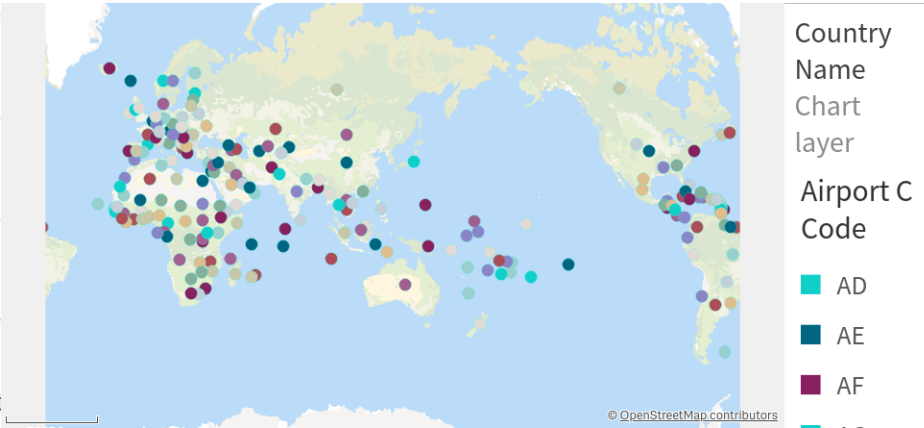 Country
Name
Chart
layer
Airport C
Code
AD
AE
AF
© OpenStreetMap contributors